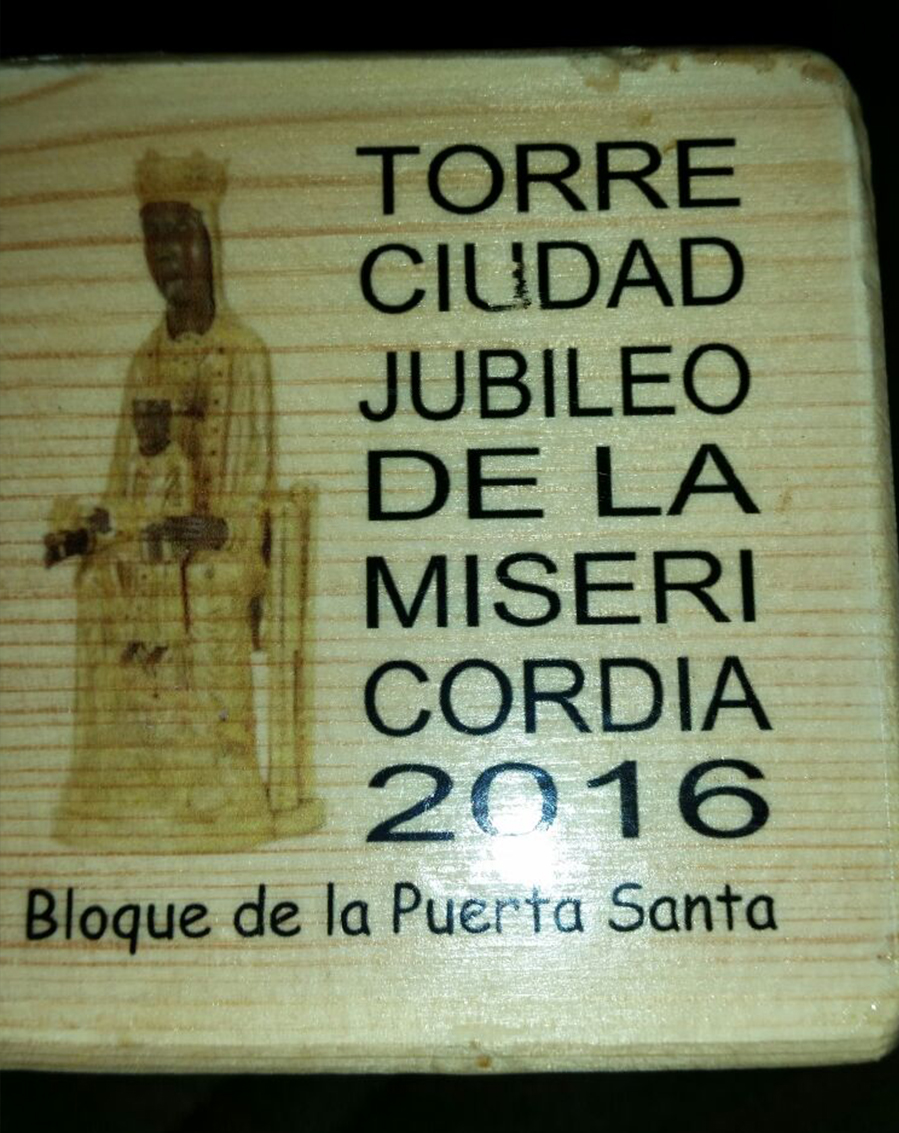 TORRE
CIUDAD
JUBILEO
DE LA
MISERI
CORDIA
2016
Bloque de la Puerta Santa